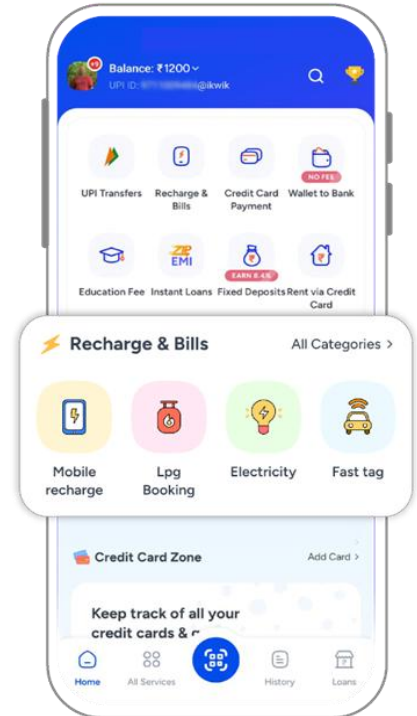 +9
Balance: ₹1200
UPI ID: @ikwik
UPI Transfers
Recharge &
Bills
Credit Card
Payment
NO FEE
Wallet to Bank
Education Fee
ZIP
EMI
Instant Loans
EARN 8.4%
Fixed Deposits
Rent via Credit
Card
Recharge & Bills
All Categories >
Mobile
recharge
Lpg
Booking
Electricity
Fast tag
Credit Card Zone
Add Card >
Keep track of all your
credit cards &
Home
All Services
History
Loans